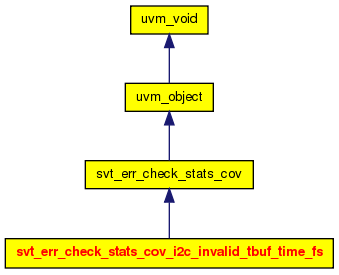 uvm_void
uvm_object
svt_err_check_stats_cov
svt_err_check_stats_cov_i2c_invalid_tbuf_time_fs